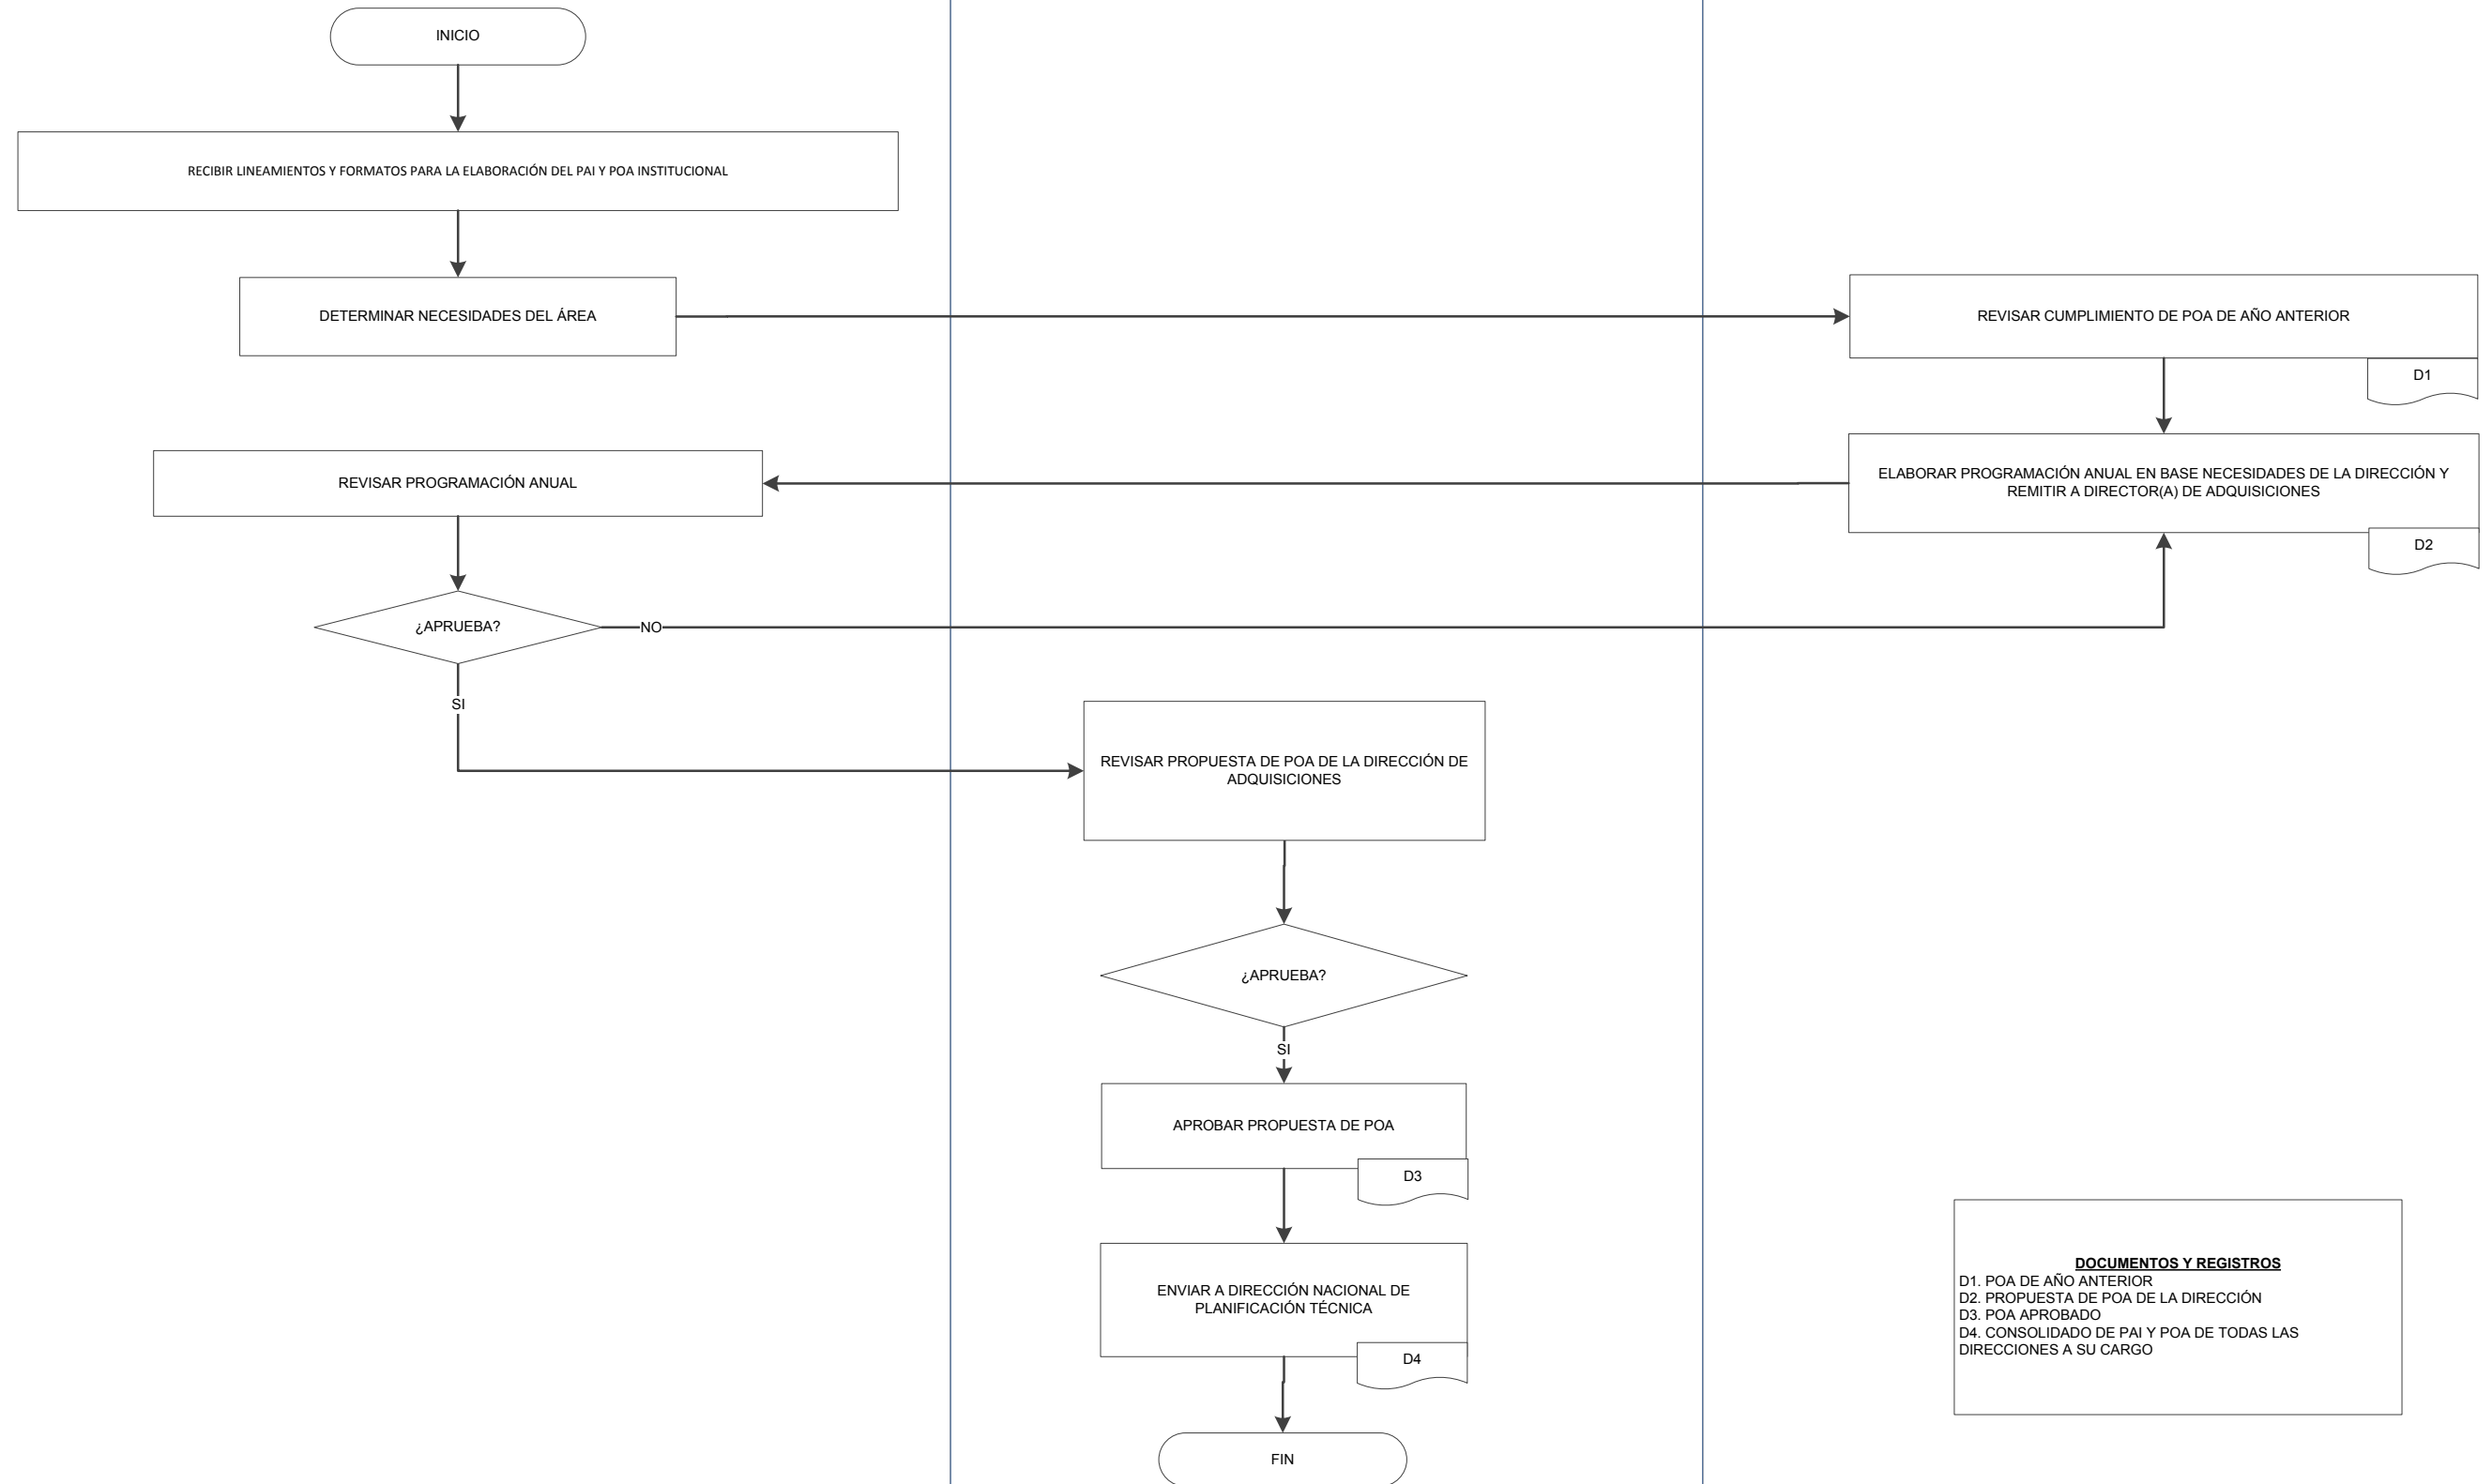 INICIO
RECIBIR LINEAMIENTOS Y FORMATOS PARA LA ELABORACIÓN DEL PAI Y POA INSTITUCIONAL
DETERMINAR NECESIDADES DEL ÁREA
REVISAR CUMPLIMIENTO DE POA DE AÑO ANTERIOR
D1
REVISAR PROGRAMACIÓN ANUAL
ELABORAR PROGRAMACIÓN ANUAL EN BASE NECESIDADES DE LA DIRECCIÓN Y
REMITIR A DIRECTOR(A) DE ADQUISICIONES
D2
¿APRUEBA?
NO
SI
REVISAR PROPUESTA DE POA DE LA DIRECCIÓN DE
ADQUISICIONES
¿APRUEBA?
SI
APROBAR PROPUESTA DE POA
D3
ENVIAR A DIRECCIÓN NACIONAL DE
PLANIFICACIÓN TÉCNICA
D4
FIN
DOCUMENTOS Y REGISTROS
D1. POA DE AÑO ANTERIOR
D2. PROPUESTA DE POA DE LA DIRECCIÓN
D3. POA APROBADO
D4. CONSOLIDADO DE PAI Y POA DE TODAS LAS
DIRECCIONES A SU CARGO